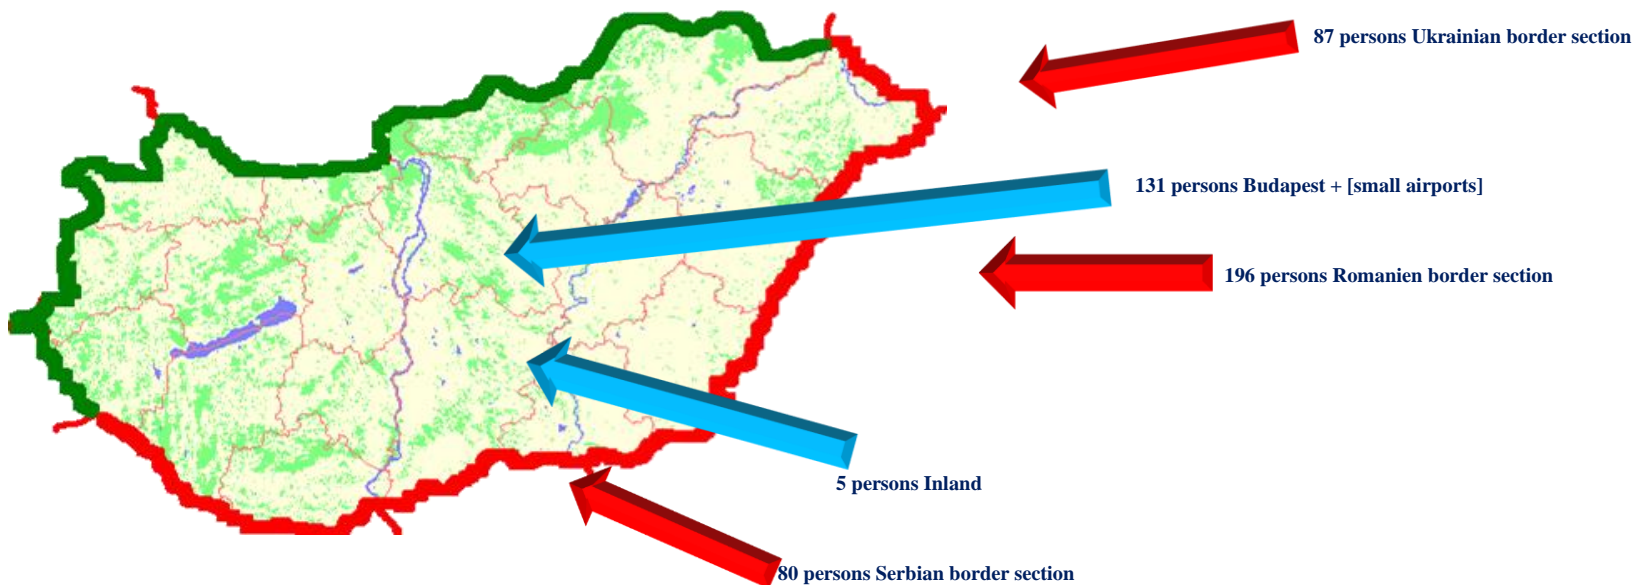 87 persons Ukrainian border section
131 persons Budapest + [small airports]
196 persons Romanien border section
5 persons Inland
80 persons Serbian border section